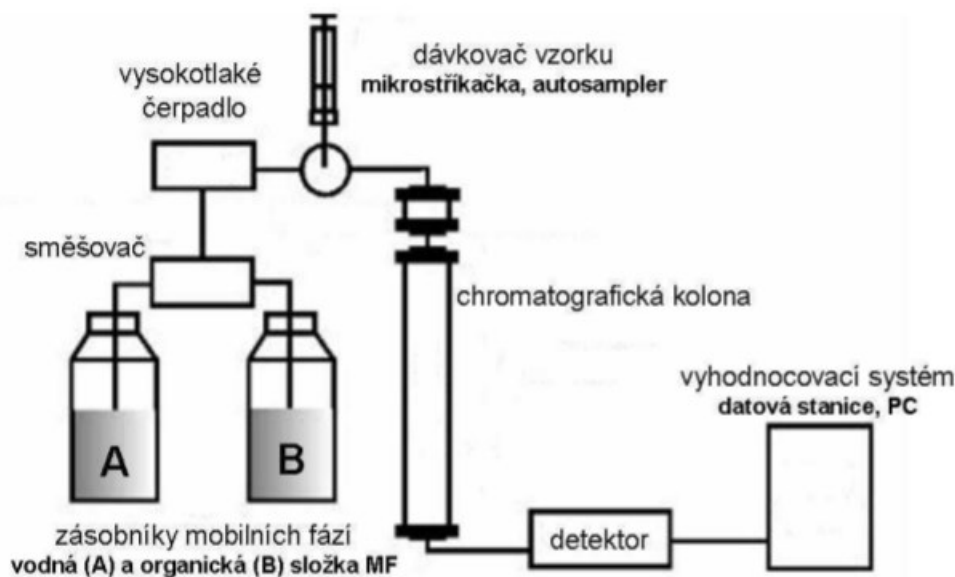 dávkovač vzorku
mikrostříkačka, autosampler
vysokotlaké
čerpadlo
směšovač
chromatografická kolona
A
B
vyhodnocovací systém
datová stanice, PC
detektor
zásobníky mobilních fází
vodná (A) a organická (B) složka MF